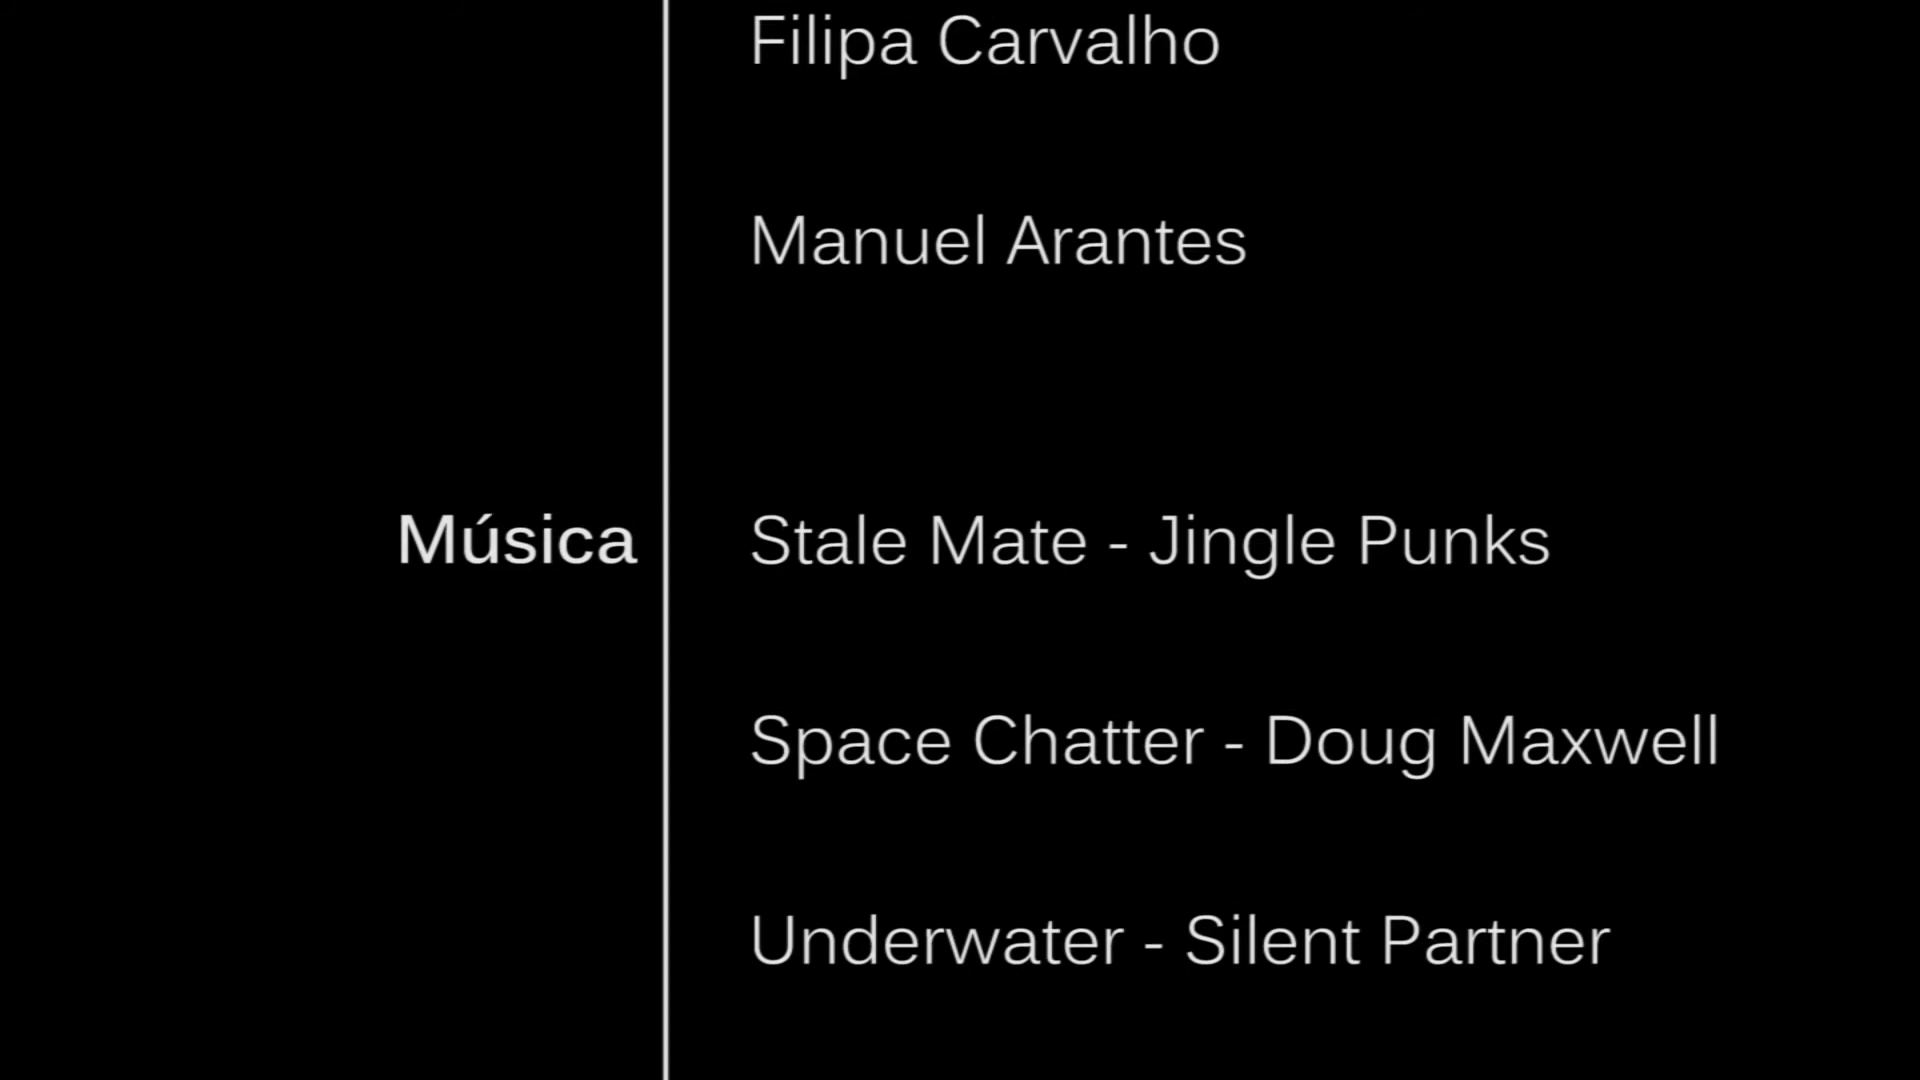 Filipa Carvalho
Manuel Arantes
Música
Stale Mate - Jingle Punks
Space Chatter - Doug Maxwell
Underwater - Silent Partner